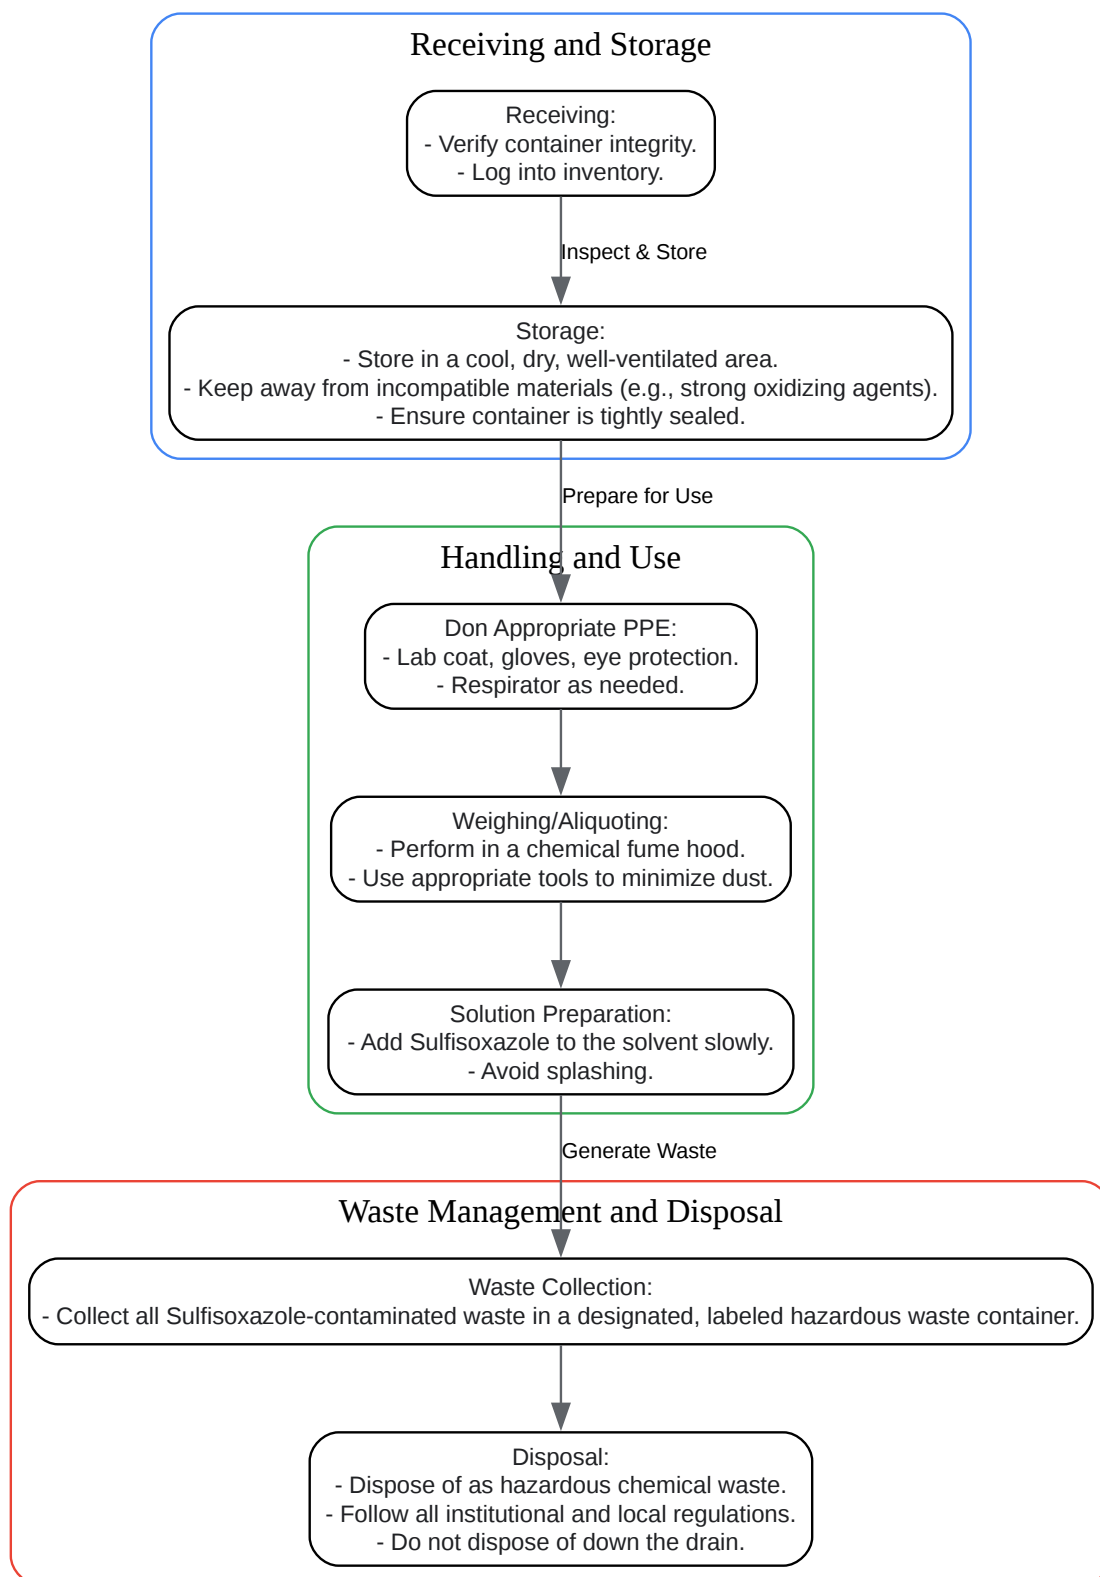 Receiving and Storage
Receiving:
- Verify container integrity.
- Log into inventory.
Inspect & Store
Storage:
- Store in a cool, dry, well-ventilated area.
- Keep away from incompatible materials (e.g., strong oxidizing agents).
- Ensure container is tightly sealed.
Prepare for Use
Handling and Use
Don Appropriate PPE:
- Lab coat, gloves, eye protection.
- Respirator as needed.
Weighing/Aliquoting:
- Perform in a chemical fume hood.
- Use appropriate tools to minimize dust.
Solution Preparation:
- Add Sulfisoxazole to the solvent slowly.
- Avoid splashing.
Generate Waste
Waste Management and Disposal
Waste Collection:
- Collect all Sulfisoxazole-contaminated waste in a designated, labeled hazardous waste container.
Disposal:
- Dispose of as hazardous chemical waste.
- Follow all institutional and local regulations.
- Do not dispose of down the drain.